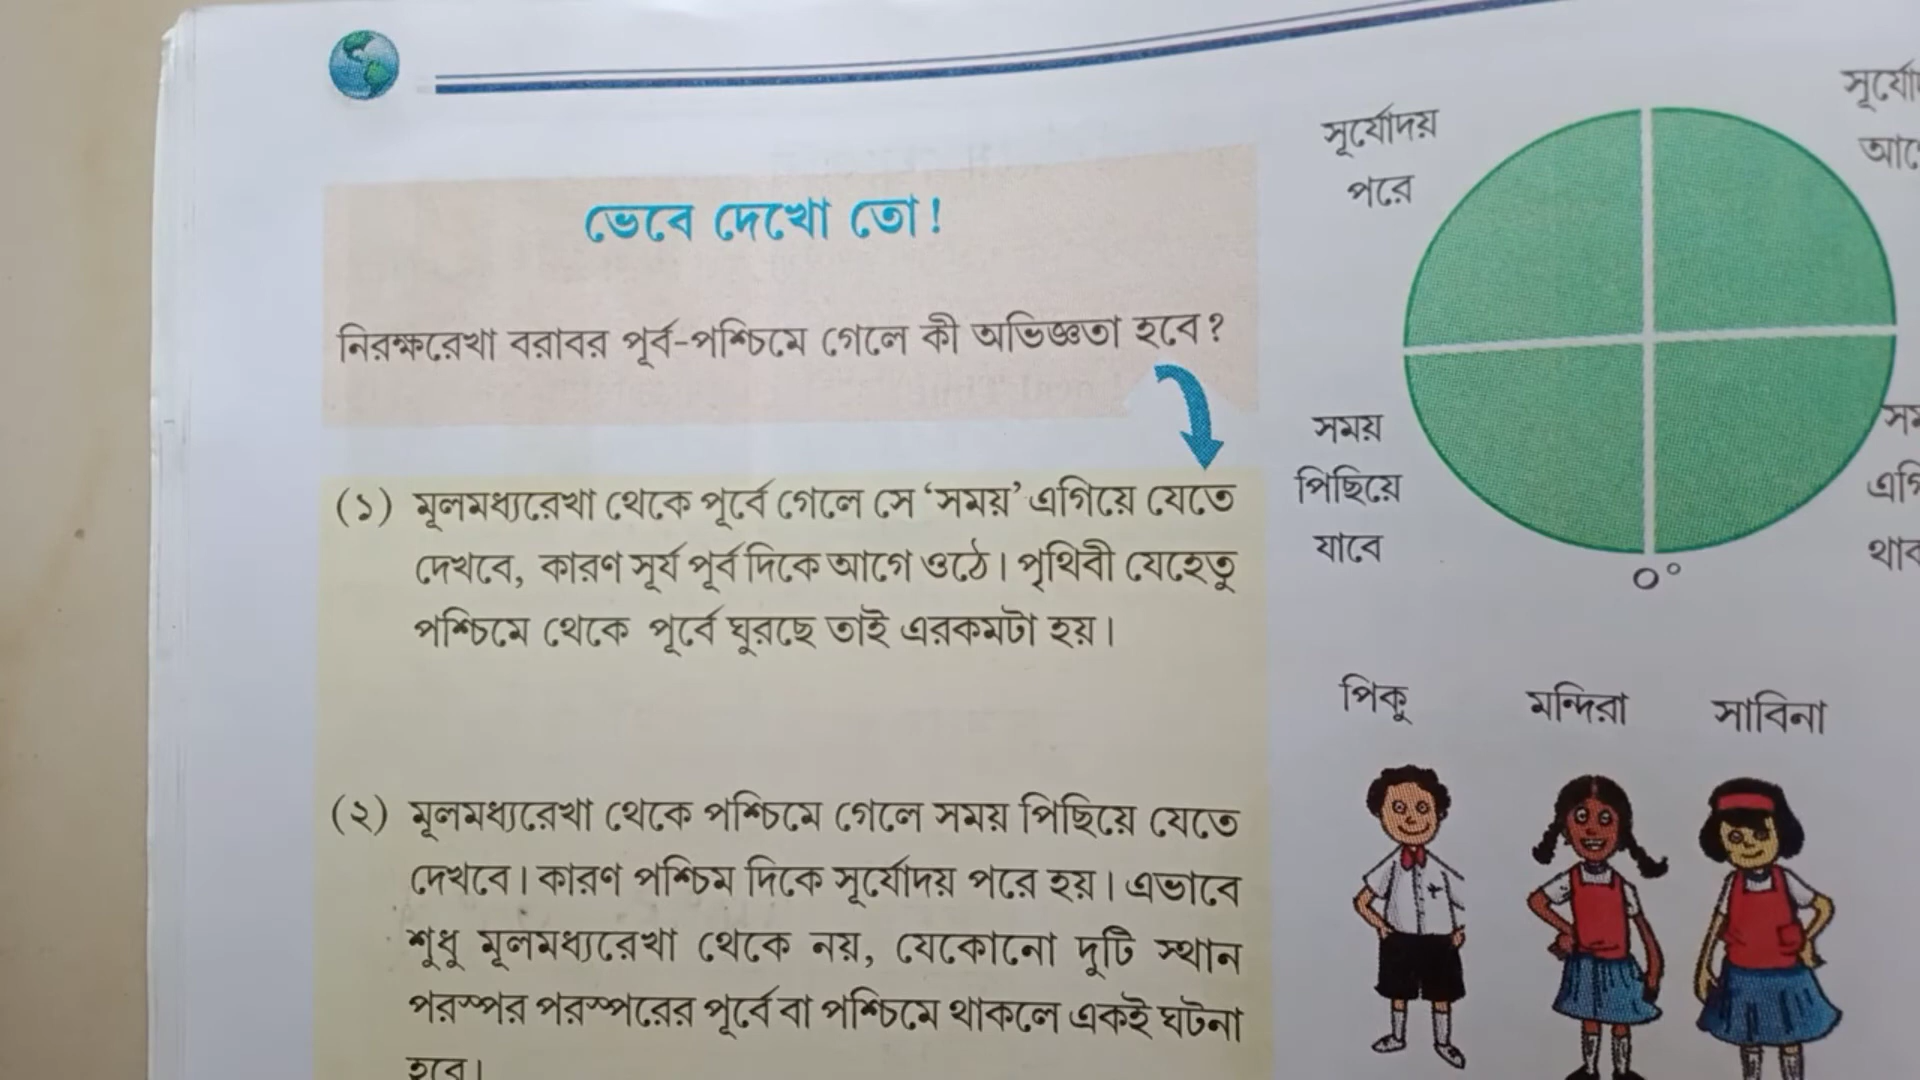 ভেবে দেখো তো!
নিরক্ষরেখা বরাবর পূর্ব-পশ্চিমে গেলে কী অভিজ্ঞতা হবে?
(১) মূলমধ্যরেখা থেকে পূর্বে গেলে সে ‘সময়’ এগিয়ে যেতে
দেখবে, কারণ সূর্য পূর্ব দিকে আগে ওঠে। পৃথিবী যেহেতু
পশ্চিমে থেকে পূর্বে ঘুরছে তাই এরকমটা হয়।
(২) মূলমধ্যরেখা থেকে পশ্চিমে গেলে সময় পিছিয়ে যেতে
দেখবে। কারণ পশ্চিম দিকে সূর্যোদয় পরে হয়। এভাবে
শুধু মূলমধ্যরেখা থেকে নয়, যেকোনো দুটি স্থান
পরস্পর পরস্পরের পূর্বে বা পশ্চিমে থাকলে একই ঘটনা
হবে।
সূর্যোদয়
পরে
সময়
পিছিয়ে
যাবে
০°
পিকু
মন্দিরা
সাবিনা